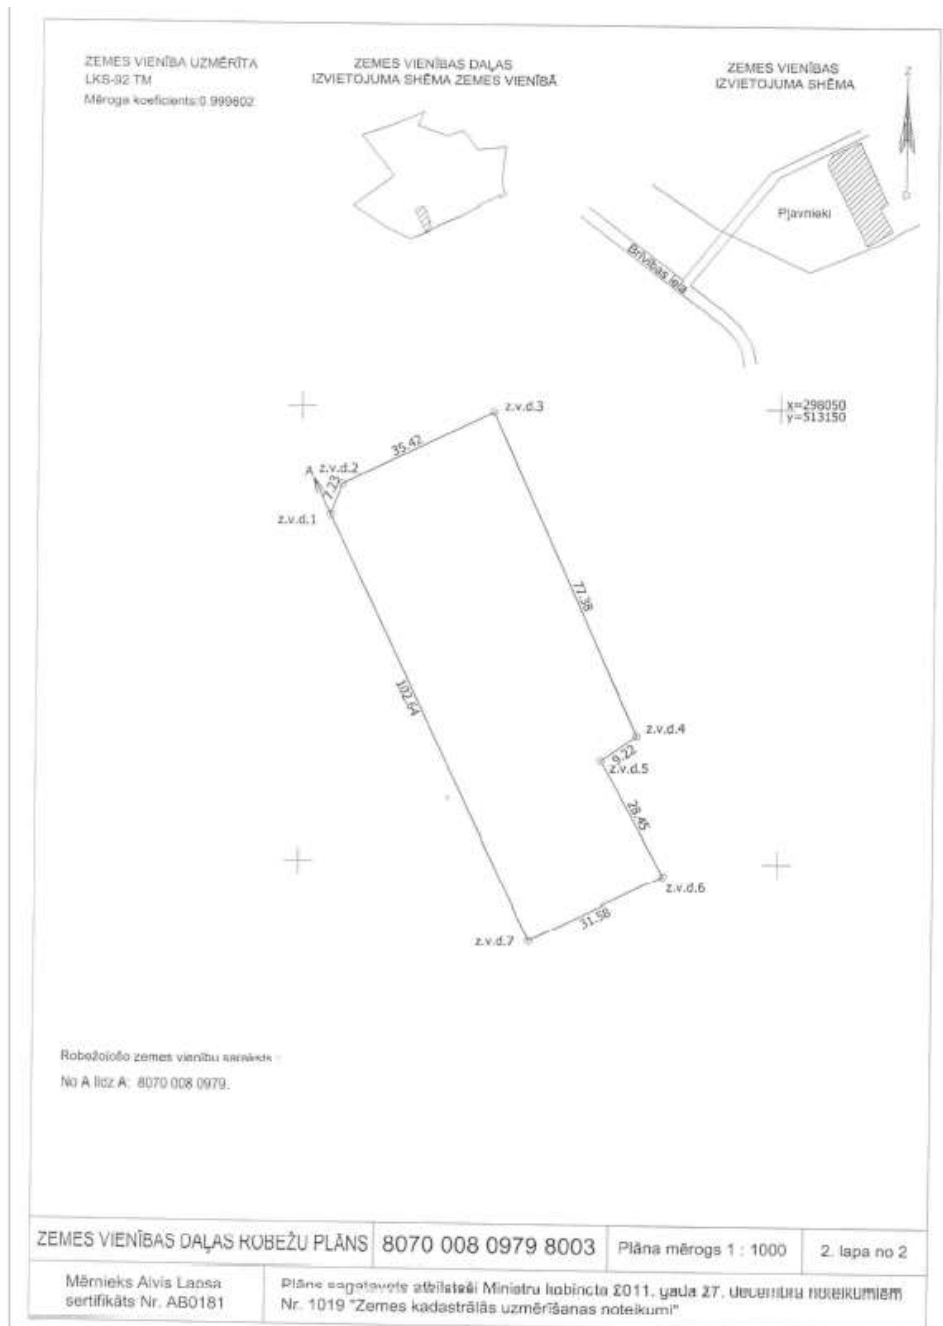 ZEMES VIENĪBA UZMĒRĪTA
LKS-92 TM
Mēroga koeficients:0.999602
ZEMES VIENĪBAS DAĻAS
IZVIETOJUMA SHĒMA ZEMES VIENĪBĀ
ZEMES VIENĪBAS
IZVIETOJUMA SHĒMA
Z
Pļavnieki
Brīvības iela
x=298050
y=513150
z.v.d.3
35.42
A z.v.d.2
7.23
z.v.d.1
77.38
102.64
z.v.d.4
9.22
z.v.d.5
28.45
z.v.d.6
31.58
z.v.d.7
Robežojošo zemes vienību saraksts :
No A līdz A: 8070 008 0979.
ZEMES VIENĪBAS DAĻAS ROBEŽU PLĀNS
8070 008 0979 8003
Plāna mērogs 1 : 1000
2. lapa no 2
Mērnieks Aivis
sertifikāts Nr. AB0181
Plāns sagatavots atbilstoši Ministru kabineta 2011. gada 27. decembra noteikumiem
Nr. 1019 "Zemes kadastrālās uzmērīšanas noteikumi"